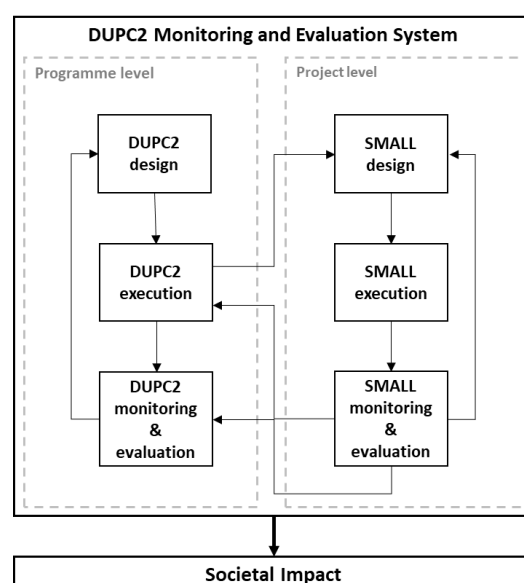 DUPC2 Monitoring and Evaluation System
Programme level
Project level
DUPC2
design
SMALL
design
DUPC2
execution
SMALL
execution
DUPC2
monitoring
&
evaluation
SMALL
monitoring
&
evaluation
Societal Impact